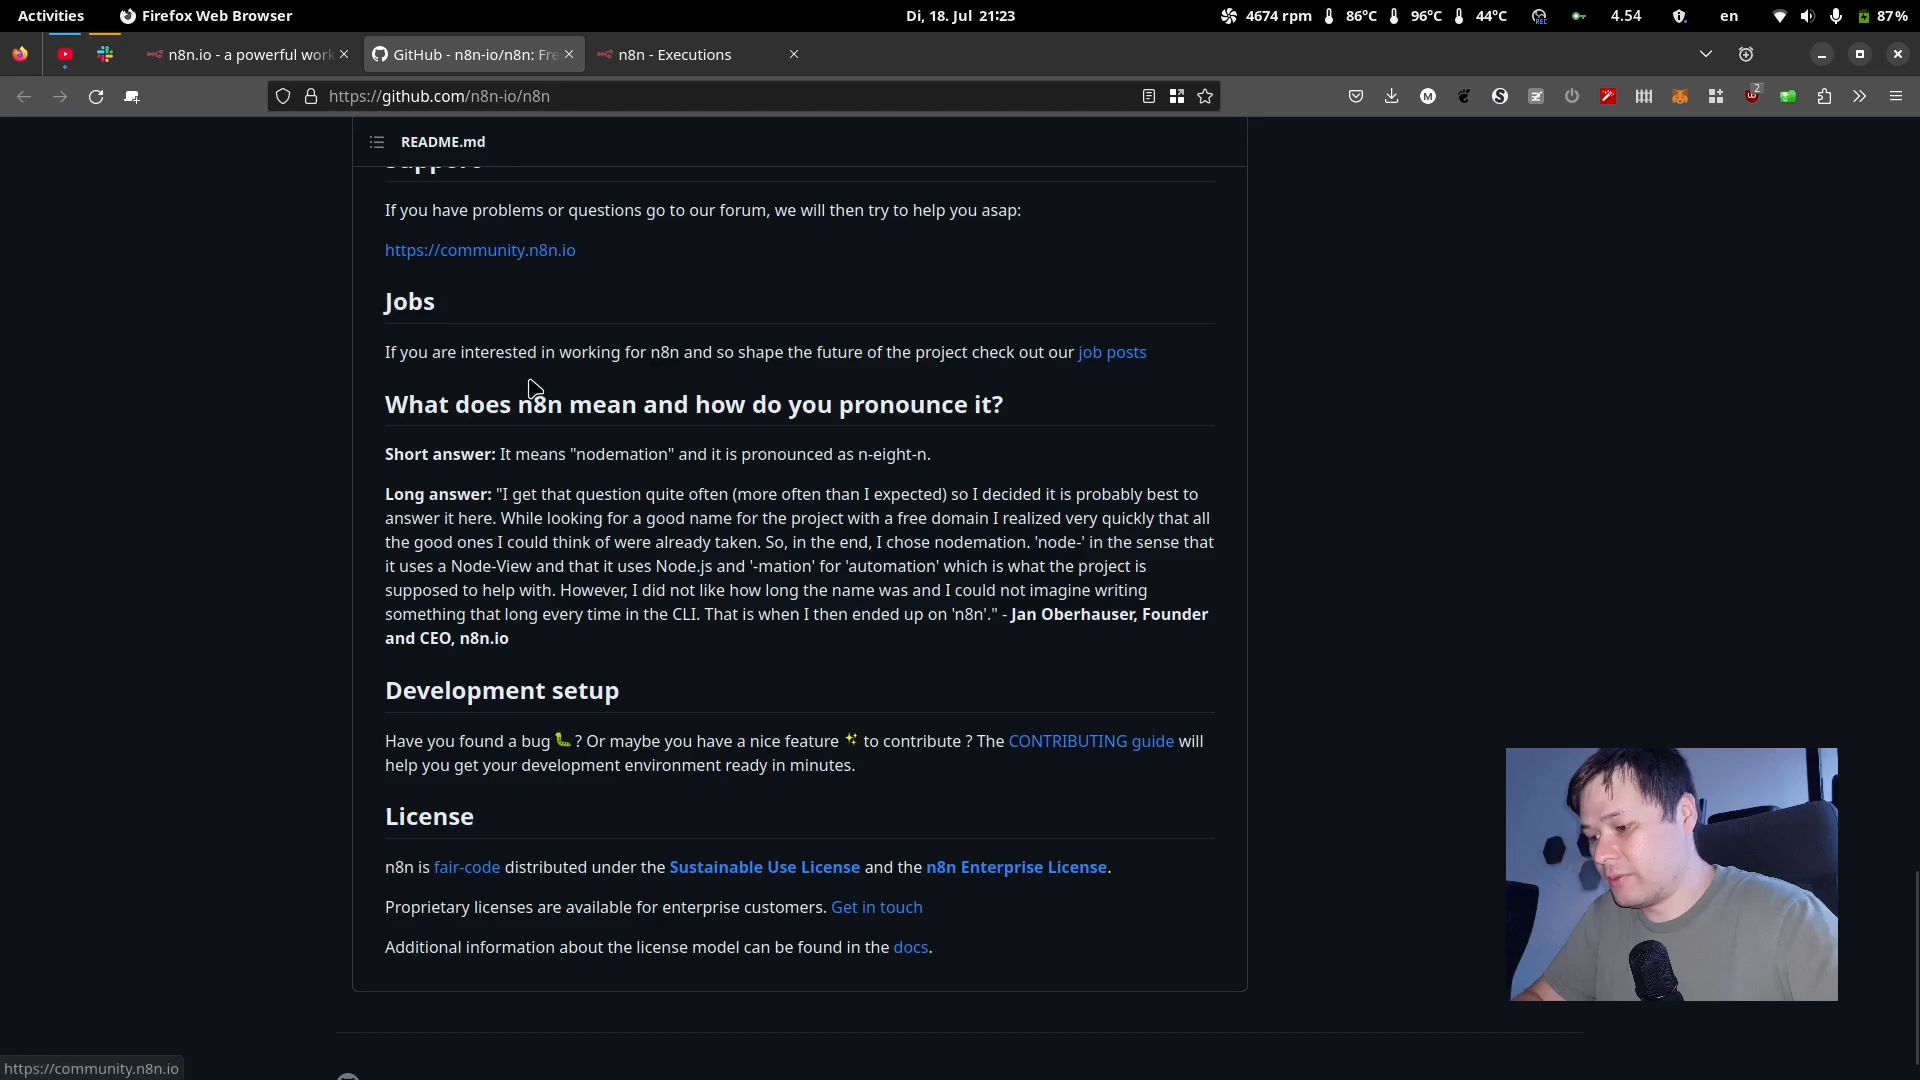 Activities Firefox Web Browser Di, 18. Jul 21:23 4674 rpm 86°C 96°C 44°C REC 4.54 en 87%
n8n.io - a powerful work GitHub - n8n-io/n8n: Fre n8n - Executions
https://github.com/n8n-io/n8n 2
README.md
Support
If you have problems or questions go to our forum, we will then try to help you asap:
https://community.n8n.io
Jobs
If you are interested in working for n8n and so shape the future of the project check out our job posts
What does n8n mean and how do you pronounce it?
Short answer: It means "nodemation" and it is pronounced as n-eight-n.
Long answer: "I get that question quite often (more often than I expected) so I decided it is probably best to
answer it here. While looking for a good name for the project with a free domain I realized very quickly that all
the good ones I could think of were already taken. So, in the end, I chose nodemation. 'node-' in the sense that
it uses a Node-View and that it uses Node.js and '-mation' for 'automation' which is what the project is
supposed to help with. However, I did not like how long the name was and I could not imagine writing
something that long every time in the CLI. That is when I then ended up on 'n8n'." - Jan Oberhauser, Founder
and CEO, n8n.io
Development setup
Have you found a bug 🐛 ? Or maybe you have a nice feature ✨ to contribute ? The CONTRIBUTING guide will
help you get your development environment ready in minutes.
License
n8n is fair-code distributed under the Sustainable Use License and the n8n Enterprise License.
Proprietary licenses are available for enterprise customers. Get in touch
Additional information about the license model can be found in the docs.
https://community.n8n.io